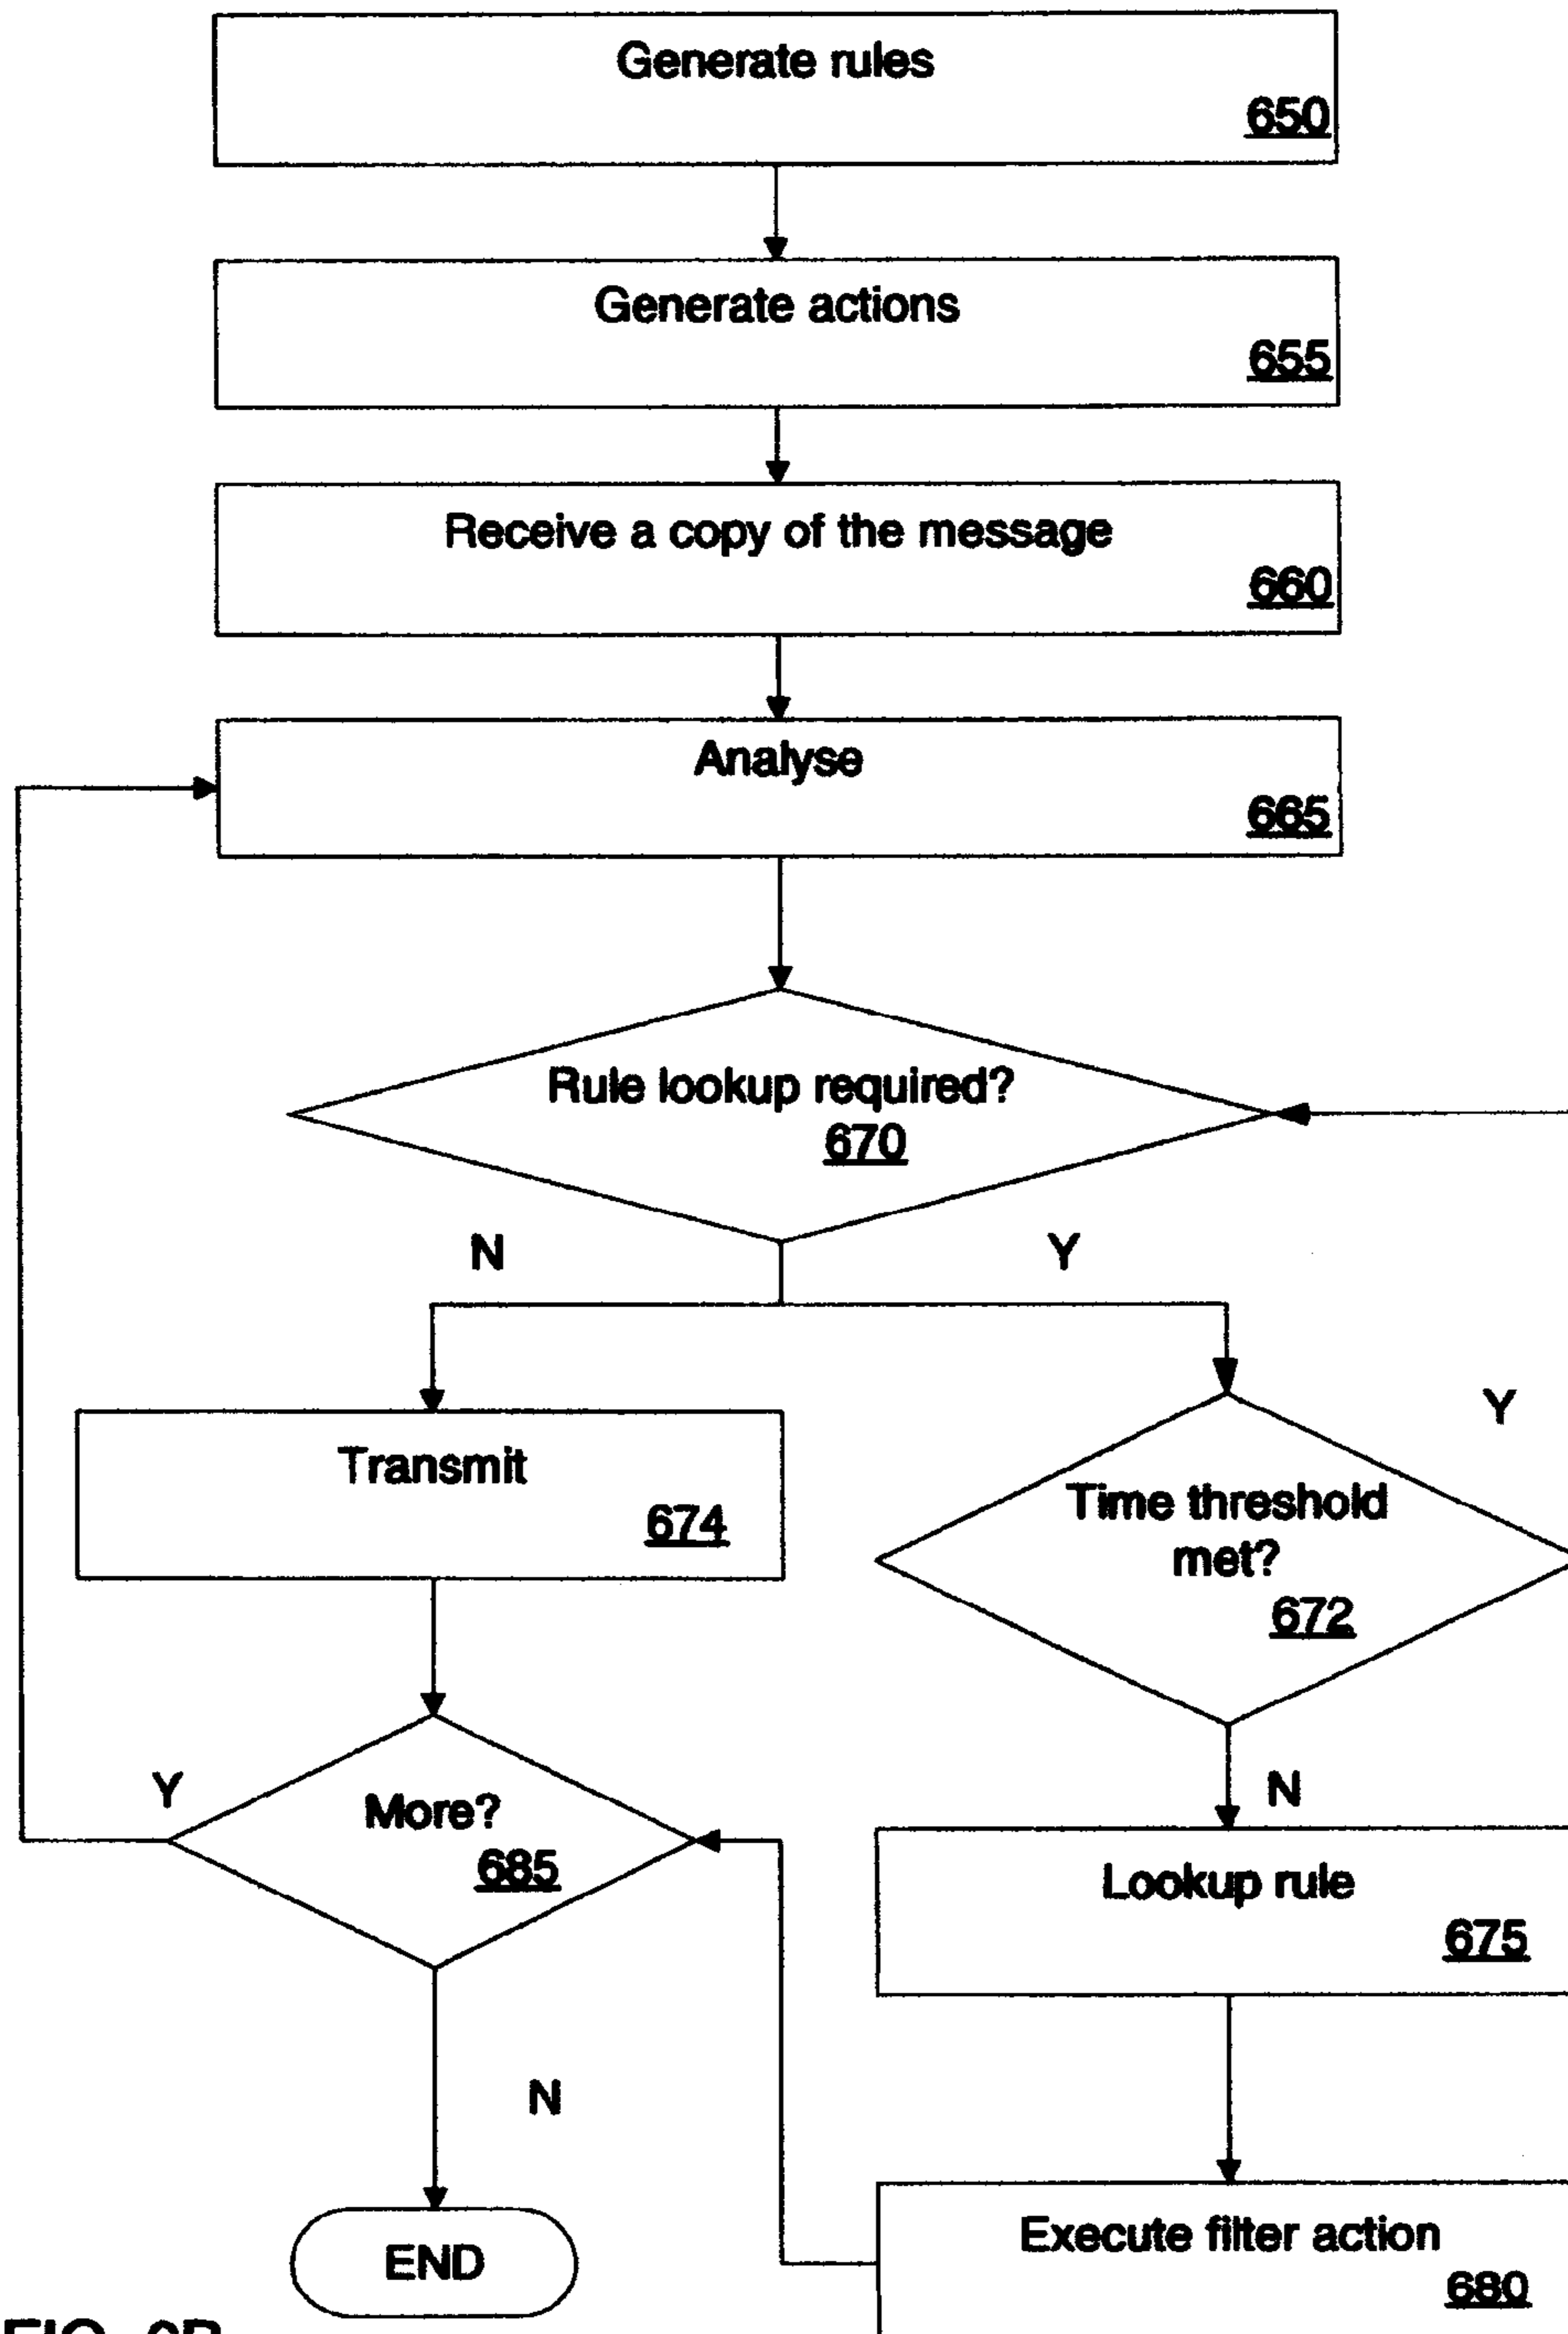 Generate rules
650
Generate actions
655
Receive a copy of the message
660
Analyse
665
Rule lookup required?
670
N
Y
Transmit
674
Y
Time threshold
met?
672
N
Y
More?
685
Lookup rule
675
N
END
Execute filter action
680